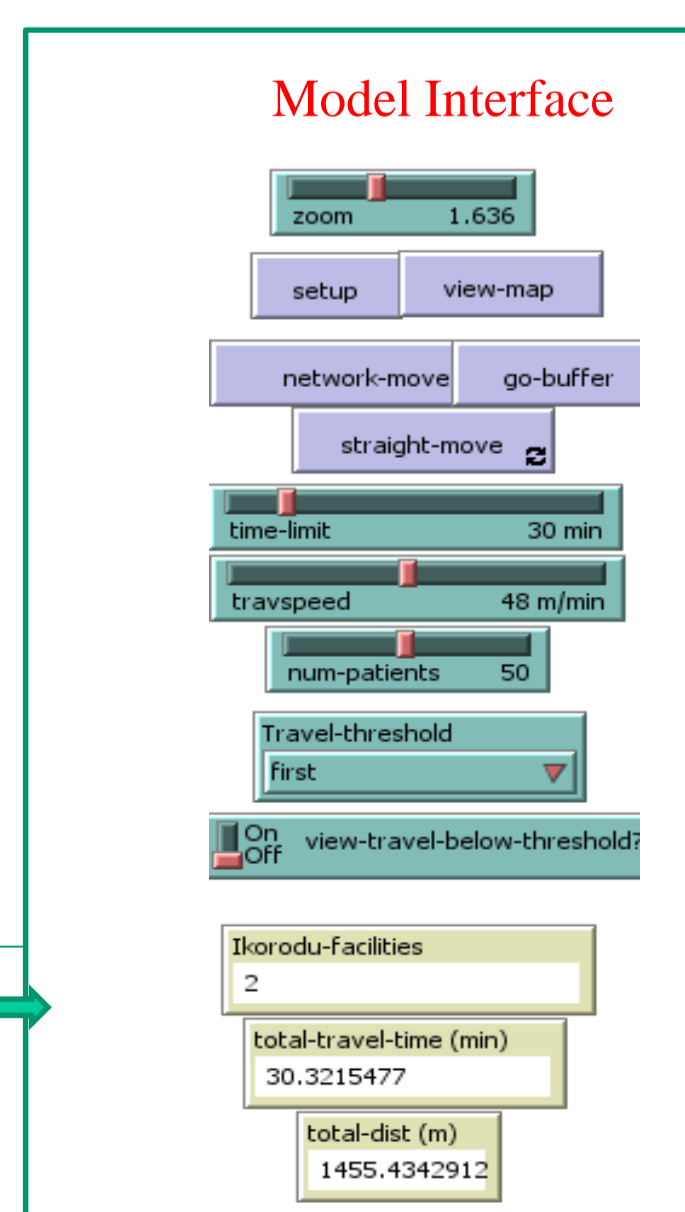 Model Interface
zoom 1.636
setup view-map
network-move go-buffer
straight-move
time-limit 30 min
travspeed 48 m/min
num-patients 50
Travel-threshold
first
On
Off view-travel-below-threshold?
Ikorodu-facilities
2
total-travel-time (min)
30.3215477
total-dist (m)
1455.4342912